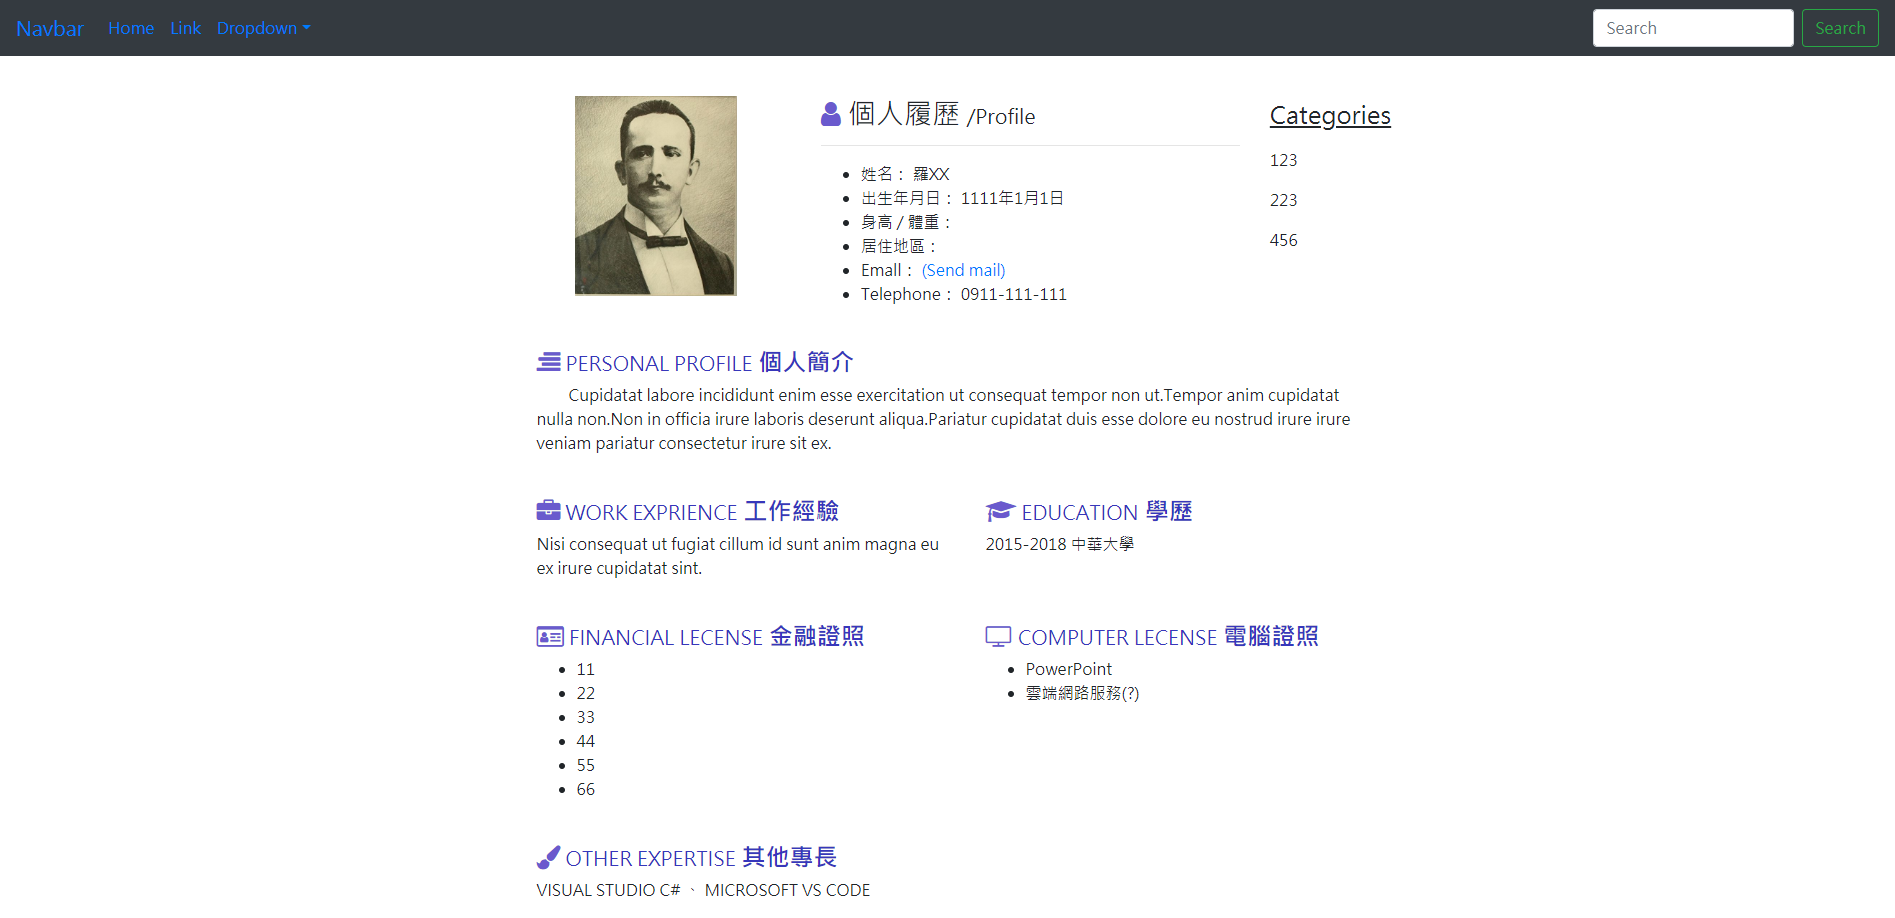 Navbar Home Link Dropdown Search Search
個人履歷 /Profile
姓名： 羅XX
出生年月日： 1111年1月1日
身高 / 體重：
居住地區：
Emall： (Send mail)
Telephone： 0911-111-111
Categories
123
223
456
PERSONAL PROFILE 個人簡介
Cupidatat labore incididunt enim esse exercitation ut consequat tempor non ut.Tempor anim cupidatat
nulla non.Non in officia irure laboris deserunt aliqua.Pariatur cupidatat duis esse dolore eu nostrud irure irure
veniam pariatur consectetur irure sit ex.
WORK EXPRIENCE 工作經驗
Nisi consequat ut fugiat cillum id sunt anim magna eu
ex irure cupidatat sint.
EDUCATION 學歷
2015-2018 中華大學
FINANCIAL LECENSE 金融證照
11
22
33
44
55
66
COMPUTER LECENSE 電腦證照
PowerPoint
雲端網路服務(?)
OTHER EXPERTISE 其他專長
VISUAL STUDIO C# 、 MICROSOFT VS CODE